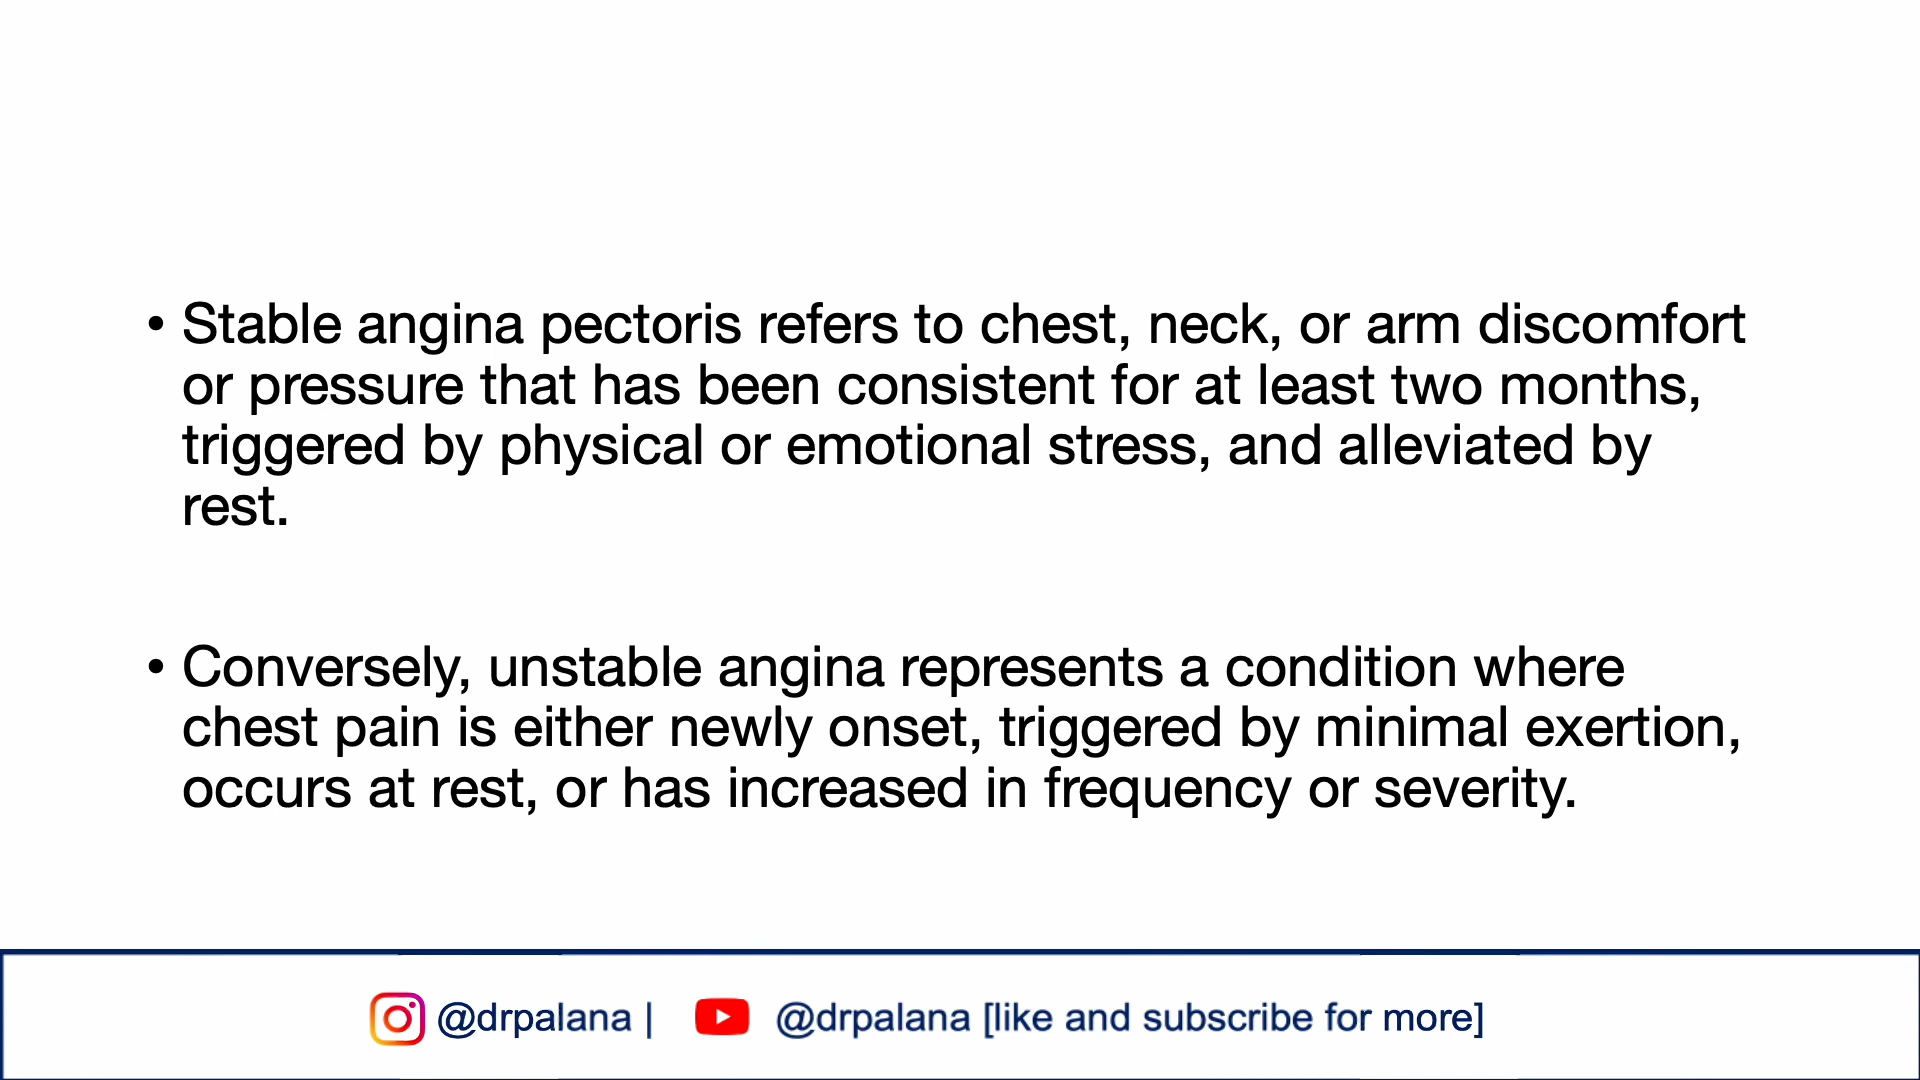 • Stable angina pectoris refers to chest, neck, or arm discomfort
or pressure that has been consistent for at least two months,
triggered by physical or emotional stress, and alleviated by
rest.
• Conversely, unstable angina represents a condition where
chest pain is either newly onset, triggered by minimal exertion,
occurs at rest, or has increased in frequency or severity.
@drpalana | @drpalana [like and subscribe for more]